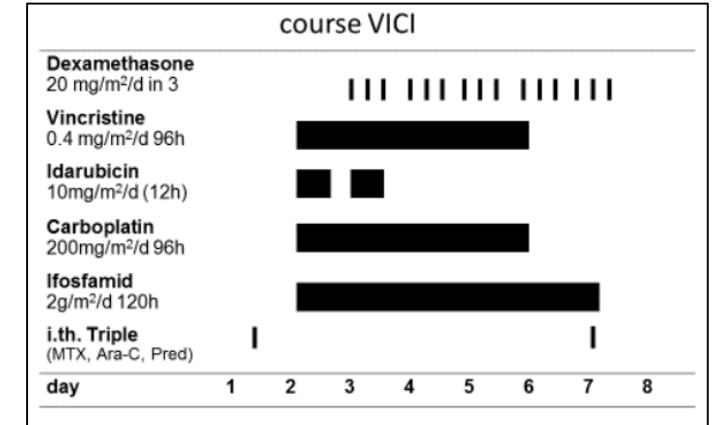 course VICI
Dexamethasone
20 mg/m²/d in 3
Vincristine
0.4 mg/m²/d 96h
Idarubicin
10mg/m²/d (12h)
Carboplatin
200mg/m²/d 96h
Ifosfamid
2g/m²/d 120h
i.th. Triple
(MTX, Ara-C, Pred)
day 1 2 3 4 5 6 7 8